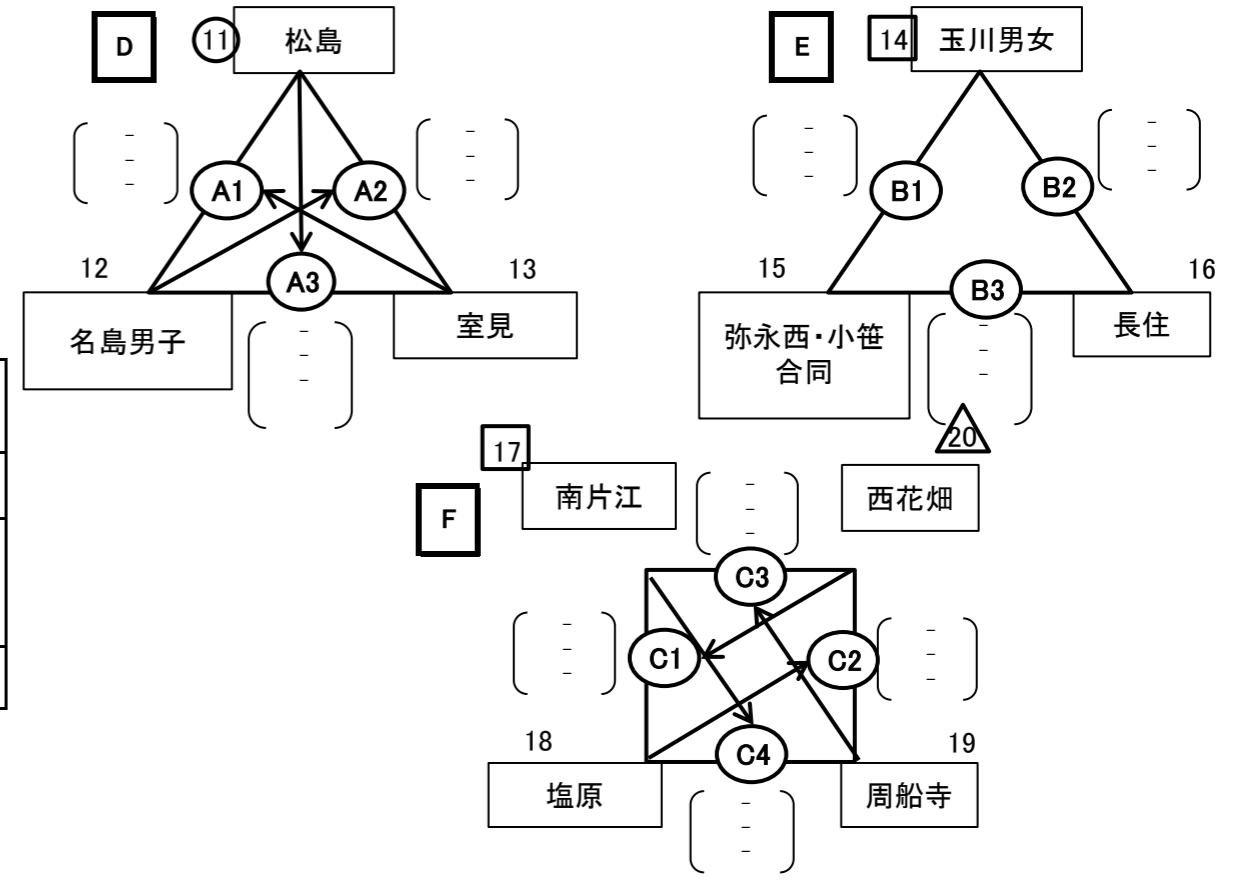 D
11
松島
E
14
玉川男女
-
-
-
-
-
-
-
-
-
-
-
-
A1
A2
B1
B2
12
A3
13
15
B3
16
名島男子
室見
弥永西・小笹
合同
長住
-
-
-
-
-
-
20
17
南片江
西花畑
F
-
-
-
C3
-
-
-
C1
C2
-
-
-
18
C4
19
塩原
周船寺
-
-
-